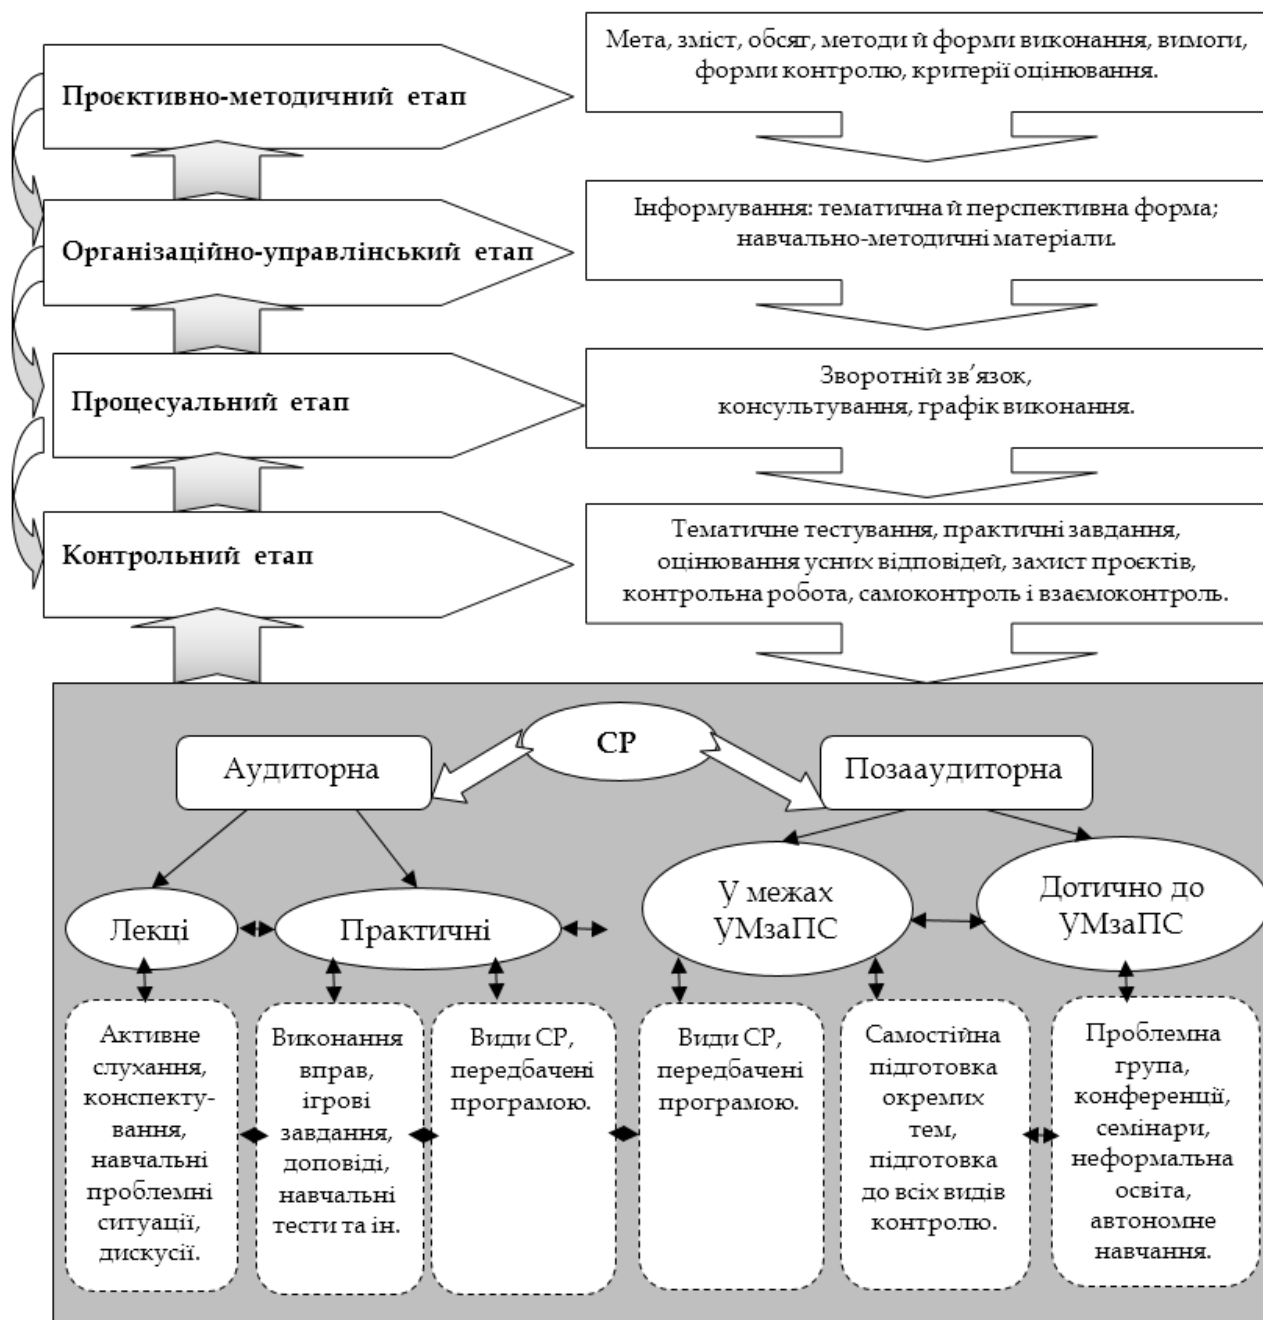 Мета, зміст, обсяг, методи й форми виконання, вимоги,
форми контролю, критерії оцінювання.
Проєктивно-методичний етап
Інформування: тематична й перспективна форма;
навчально-методичні матеріали.
Організаційно-управлінський етап
Зворотній зв’язок,
консультування, графік виконання.
Процесуальний етап
Тематичне тестування, практичні завдання,
оцінювання усних відповідей, захист проєктів,
контрольна робота, самоконтроль і взаємоконтроль.
Контрольний етап
СР
Аудиторна
Позааудиторна
Лекці
Практичні
У межах
УМзаПС
Дотично до
УМзаПС
Активне
слухання,
конспекту-
вання,
навчальні
проблемні
ситуації,
дискусії.
Виконання
вправ,
ігрові
завдання,
доповіді,
навчальні
тести та ін.
Види СР,
передбачені
програмою.
Види СР,
передбачені
програмою.
Самостійна
підготовка
окремих
тем,
підготовка
до всіх видів
контролю.
Проблемна
група,
конференції,
семінари,
неформальна
освіта,
автономне
навчання.